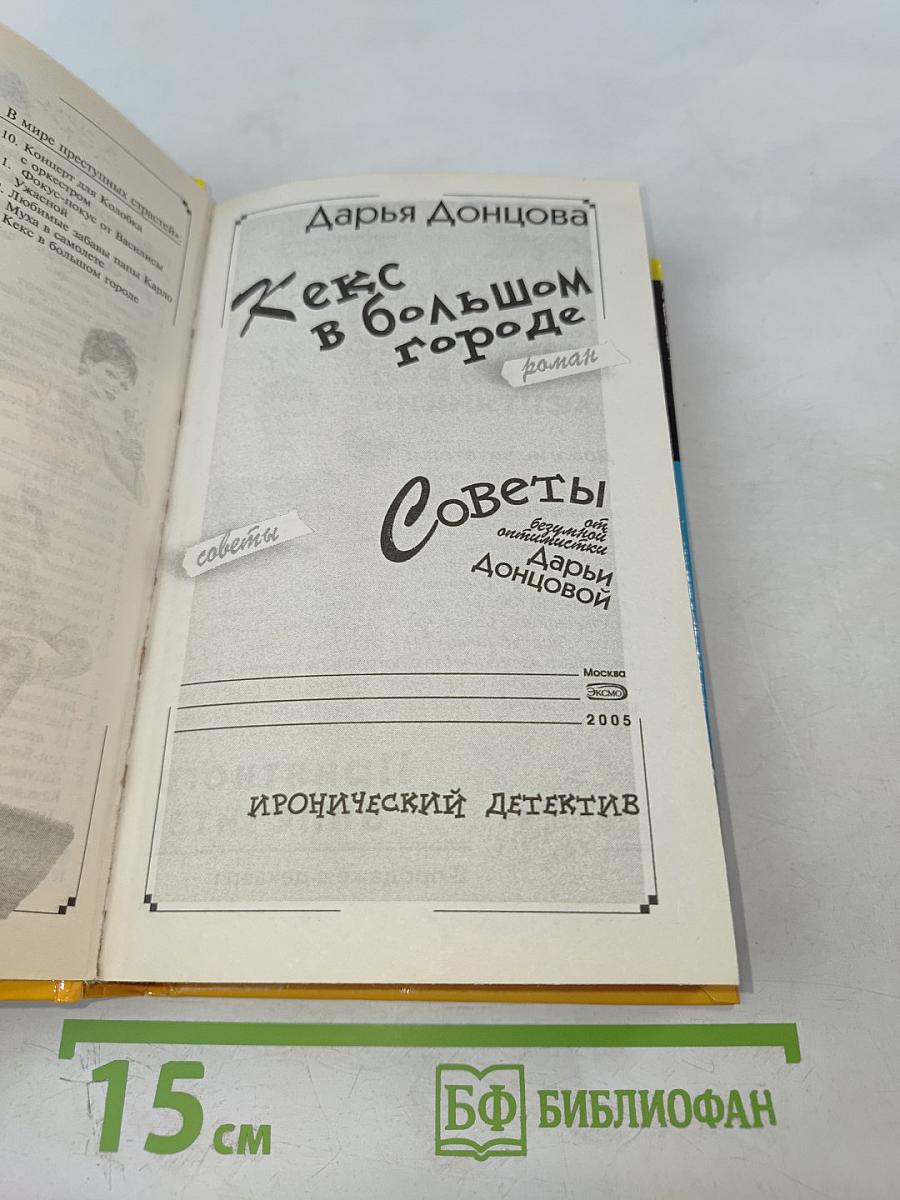 В мире преступных страстей»:
10. Концерт для Колобка
с оркестром
1. Фокус-покус от Василисы
Ужасной
Любимые забавы папы Карло
Муха в самолете
Кекс в большом городе
Дарья Донцова
Кекс
в большом
городе
роман
Советы
от
безумной
оптимистки
Дарьи
Донцовой
советы
Москва
ЭКСМО
2005
ИРОНИЧЕСКИЙ ДЕТЕКТИВ
15 см
БФ БИБЛИОФАН